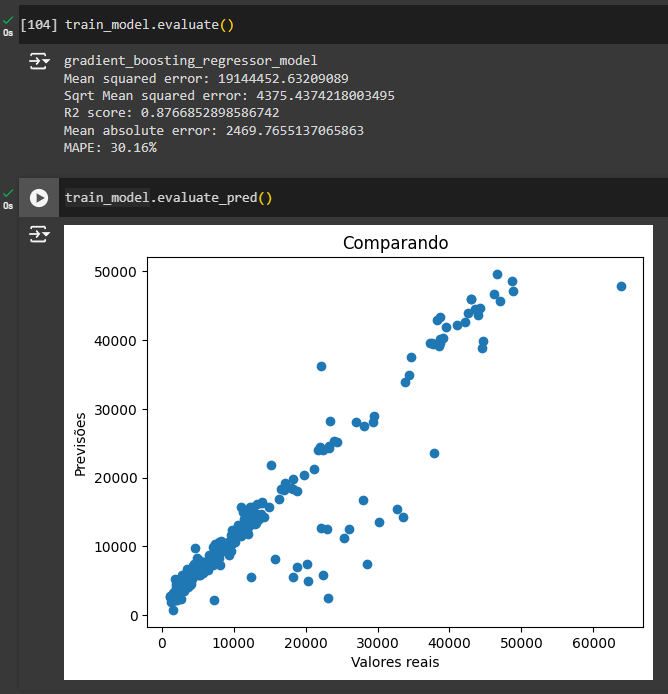 [104] train_model.evaluate()
0s
gradient_boosting_regressor_model
Mean squared error: 19144452.63209089
Sqrt Mean squared error: 4375.4374218003495
R2 score: 0.8766852898586742
Mean absolute error: 2469.7655137065863
MAPE: 30.16%
train_model.evaluate_pred()
0s
Comparando
50000
40000
30000
20000
10000
0
Previsões
0 10000 20000 30000 40000 50000 60000
Valores reais